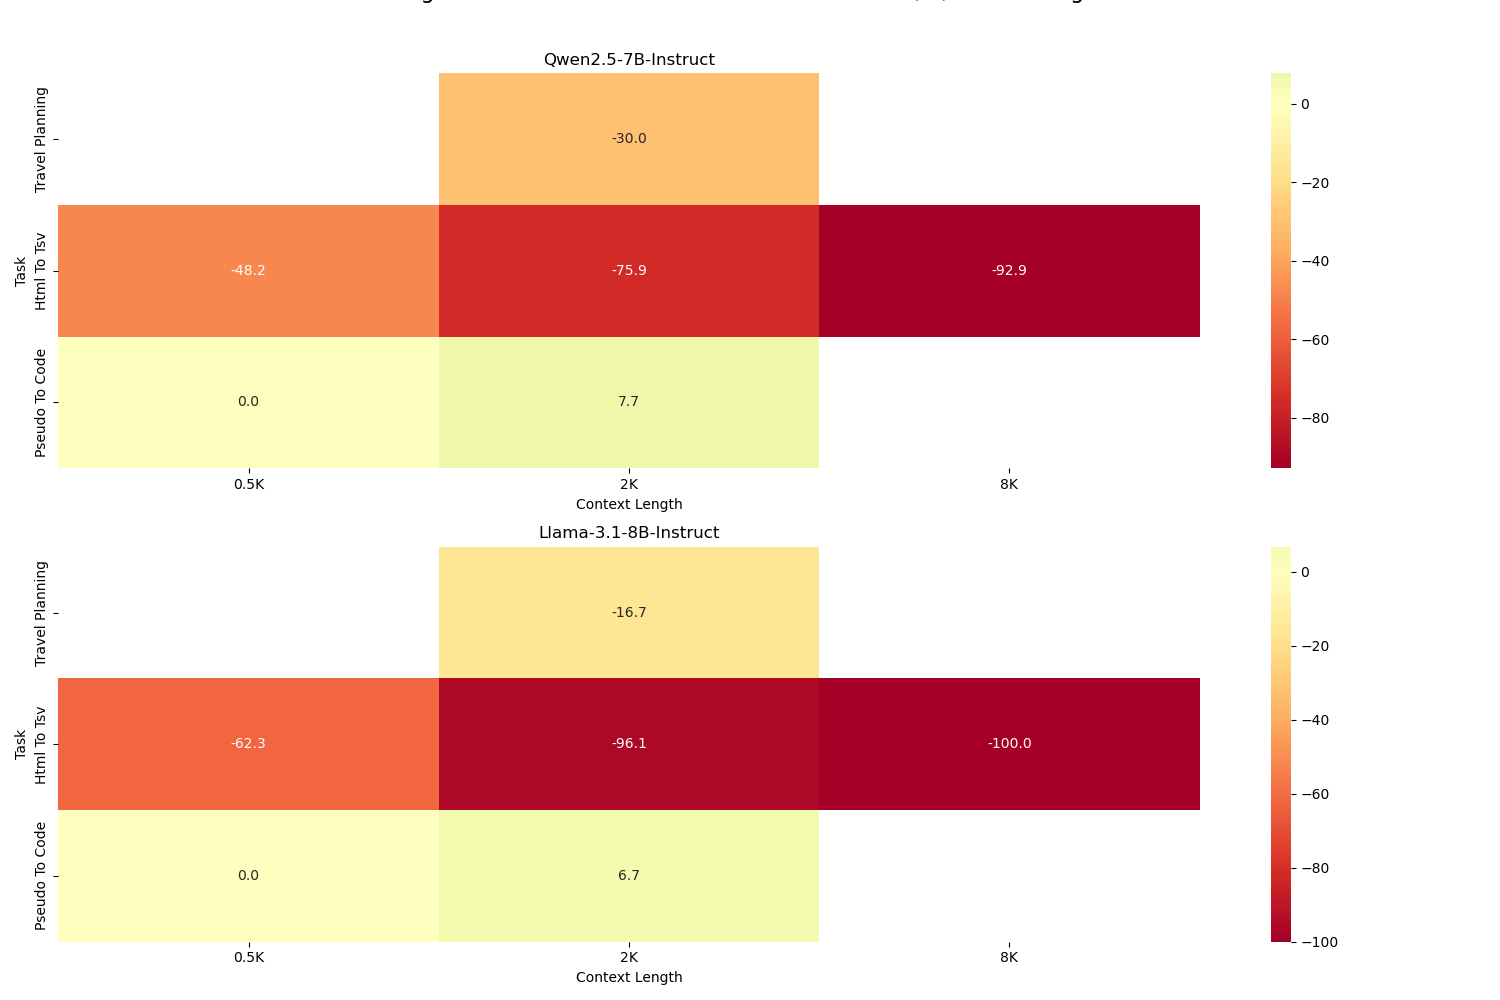 Qwen2.5-7B-Instruct
Travel Planning
Html To Tsv
Pseudo To Code
Task
-30.0
-48.2
-75.9
-92.9
0.0
7.7
0.5K
2K
8K
Context Length
0
−20
−40
−60
−80
Llama-3.1-8B-Instruct
Travel Planning
Html To Tsv
Pseudo To Code
Task
-16.7
-62.3
-96.1
-100.0
0.0
6.7
0.5K
2K
8K
Context Length
0
−20
−40
−60
−80
−100